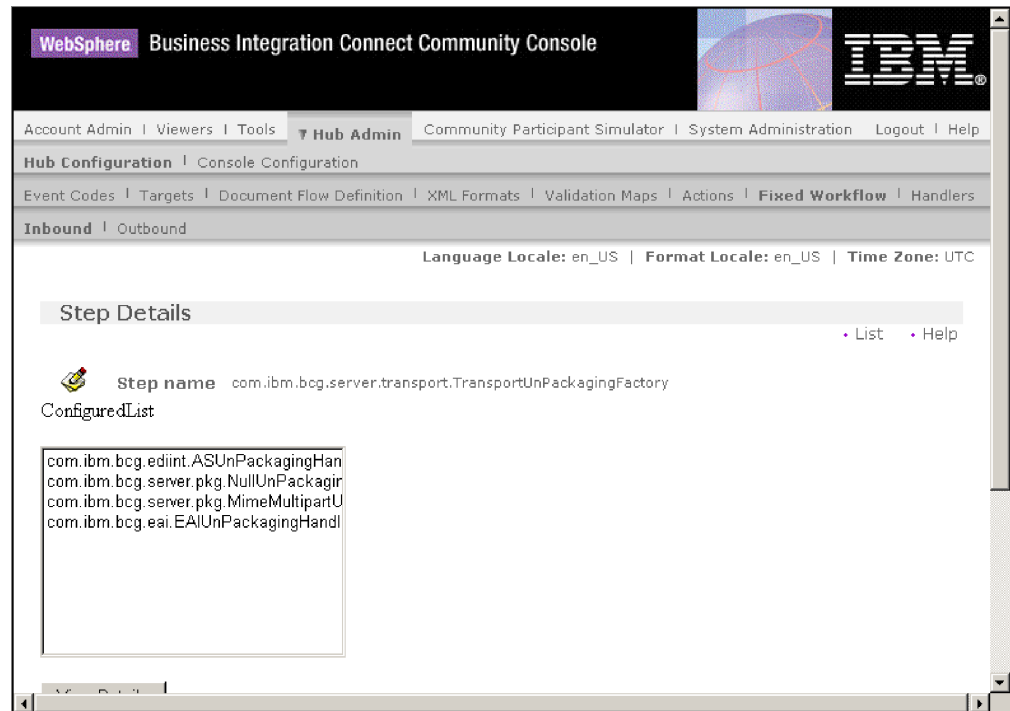 WebSphere Business Integration Connect Community Console
IBM®
Account Admin | Viewers | Tools Hub Admin Community Participant Simulator | System Administration Logout | Help
Hub Configuration | Console Configuration
Event Codes | Targets | Document Flow Definition | XML Formats | Validation Maps | Actions | Fixed Workflow | Handlers
Inbound | Outbound
Language Locale: en_US | Format Locale: en_US | Time Zone: UTC
Step Details
• List • Help
Step name com.ibm.bcg.server.transport.TransportUnPackagingFactory
ConfiguredList
com.ibm.bcg.ediint.ASUnPackagingHan
com.ibm.bcg.server.pkg.NullUnPackagin
com.ibm.bcg.server.pkg.MimeMultipartU
com.ibm.bcg.eai.EAIUnPackagingHandl